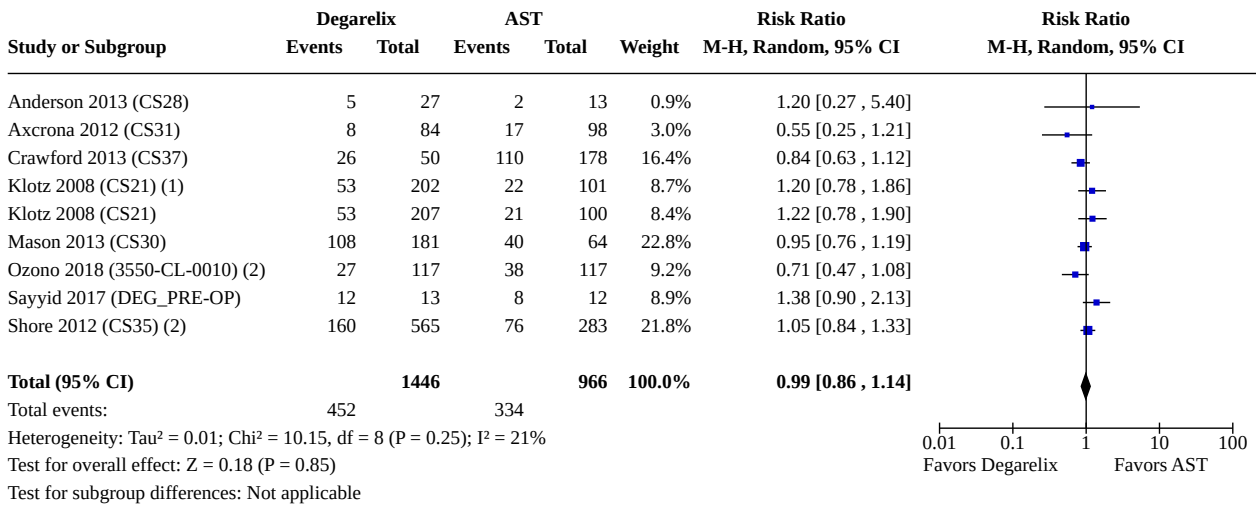 Degarelix AST Risk Ratio Risk Ratio
Study or Subgroup Events Total Events Total Weight M-H, Random, 95% CI M-H, Random, 95% CI
Anderson 2013 (CS28) 5 27 2 13 0.9% 1.20 [0.27 , 5.40]
Axcrona 2012 (CS31) 8 84 17 98 3.0% 0.55 [0.25 , 1.21]
Crawford 2013 (CS37) 26 50 110 178 16.4% 0.84 [0.63 , 1.12]
Klotz 2008 (CS21) (1) 53 202 22 101 8.7% 1.20 [0.78 , 1.86]
Klotz 2008 (CS21) 53 207 21 100 8.4% 1.22 [0.78 , 1.90]
Mason 2013 (CS30) 108 181 40 64 22.8% 0.95 [0.76 , 1.19]
Ozono 2018 (3550-CL-0010) (2) 27 117 38 117 9.2% 0.71 [0.47 , 1.08]
Sayyid 2017 (DEG_PRE-OP) 12 13 8 12 8.9% 1.38 [0.90 , 2.13]
Shore 2012 (CS35) (2) 160 565 76 283 21.8% 1.05 [0.84 , 1.33]
Total (95% CI) 1446 966 100.0% 0.99 [0.86 , 1.14]
Total events: 452 334
Heterogeneity: Tau² = 0.01; Chi² = 10.15, df = 8 (P = 0.25); I² = 21%
0.01 0.1 1 10 100
Test for overall effect: Z = 0.18 (P = 0.85) Favors Degarelix Favors AST
Test for subgroup differences: Not applicable